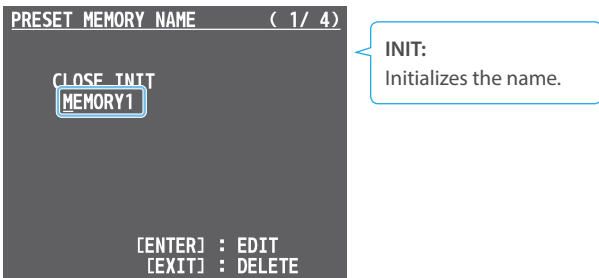 PRESET MEMORY NAME ( 1/ 4)
CLOSE INIT
MEMORY1
[ENTER] : EDIT
[EXIT] : DELETE
INIT:
Initializes the name.